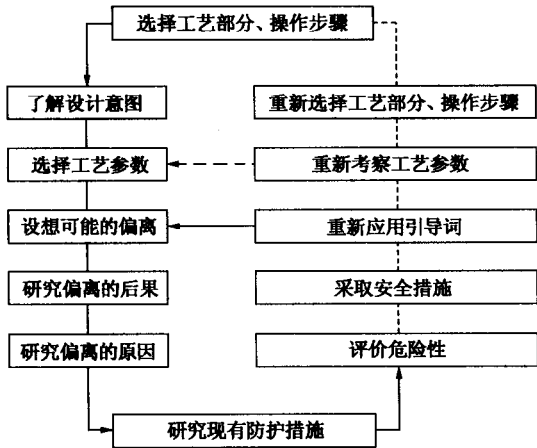 选择工艺部分、操作步骤
了解设计意图
重新选择工艺部分、操作步骤
选择工艺参数
重新考察工艺参数
设想可能的偏离
重新应用引导词
研究偏离的后果
采取安全措施
研究偏离的原因
评价危险性
研究现有防护措施